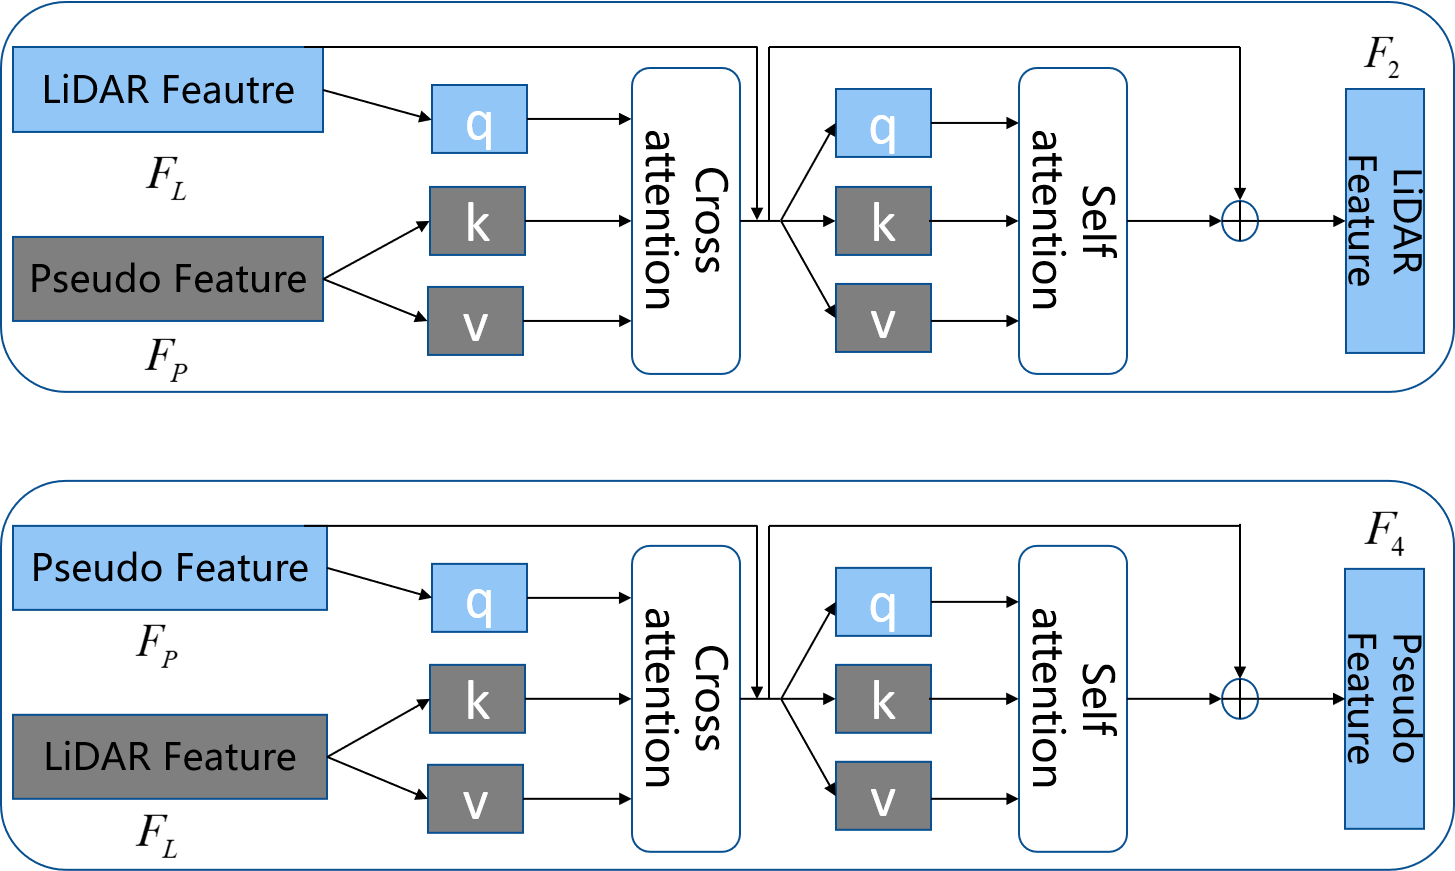 LiDAR Feautre
F_L
Pseudo Feature
F_P
q
k
v
Cross
attention
q
k
v
Self
attention
F_2
LiDAR
Feature
Pseudo Feature
F_P
LiDAR Feature
F_L
q
k
v
Cross
attention
q
k
v
Self
attention
F_4
Pseudo
Feature